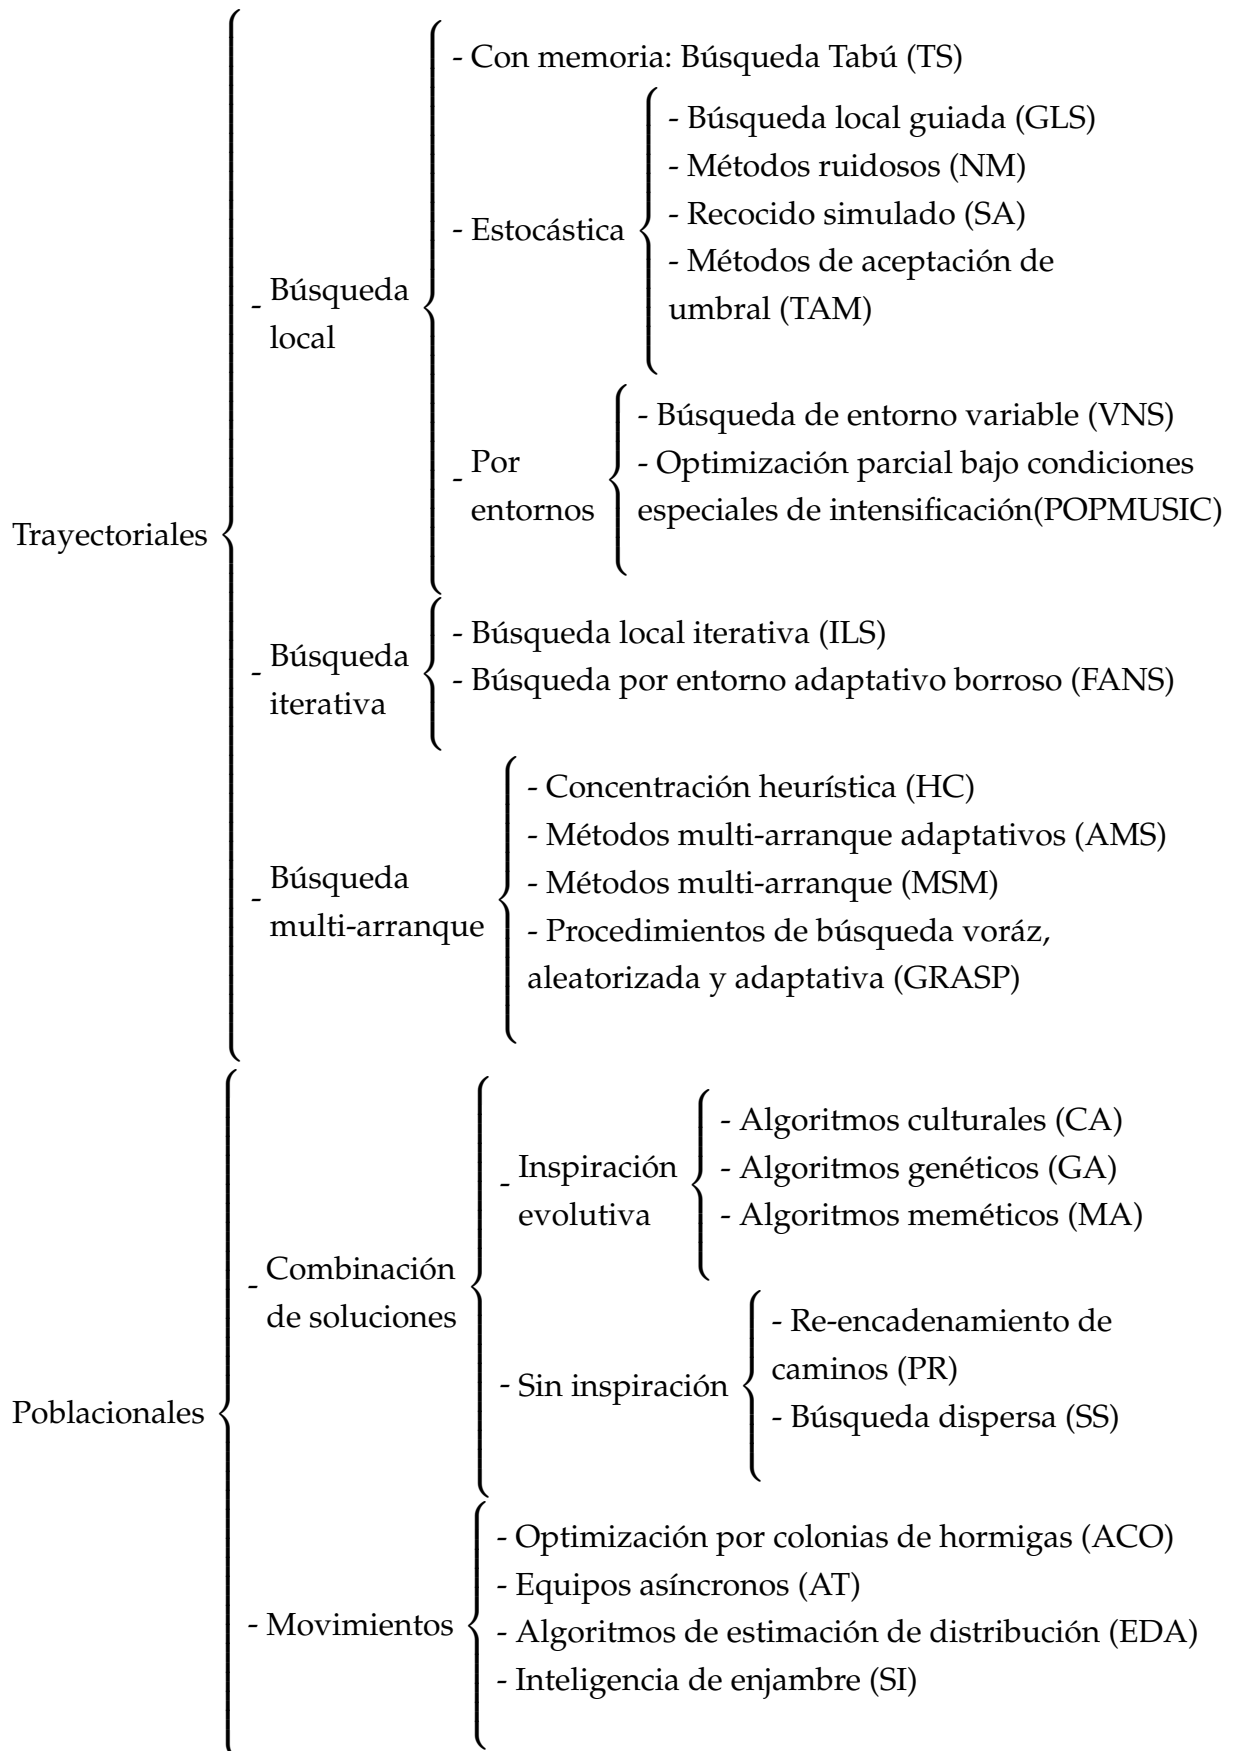 Trayectoriales
- Búsqueda
local
- Con memoria: Búsqueda Tabú (TS)
- Estocástica
- Búsqueda local guiada (GLS)
- Métodos ruidosos (NM)
- Recocido simulado (SA)
- Métodos de aceptación de
umbral (TAM)
- Por
entornos
- Búsqueda de entorno variable (VNS)
- Optimización parcial bajo condiciones
especiales de intensificación(POPMUSIC)
- Búsqueda
iterativa
- Búsqueda local iterativa (ILS)
- Búsqueda por entorno adaptativo borroso (FANS)
- Búsqueda
multi-arranque
- Concentración heurística (HC)
- Métodos multi-arranque adaptativos (AMS)
- Métodos multi-arranque (MSM)
- Procedimientos de búsqueda voráz,
aleatorizada y adaptativa (GRASP)
Poblacionales
- Combinación
de soluciones
- Inspiración
evolutiva
- Algoritmos culturales (CA)
- Algoritmos genéticos (GA)
- Algoritmos meméticos (MA)
- Sin inspiración
- Re-encadenamiento de
caminos (PR)
- Búsqueda dispersa (SS)
- Movimientos
- Optimización por colonias de hormigas (ACO)
- Equipos asíncronos (AT)
- Algoritmos de estimación de distribución (EDA)
- Inteligencia de enjambre (SI)